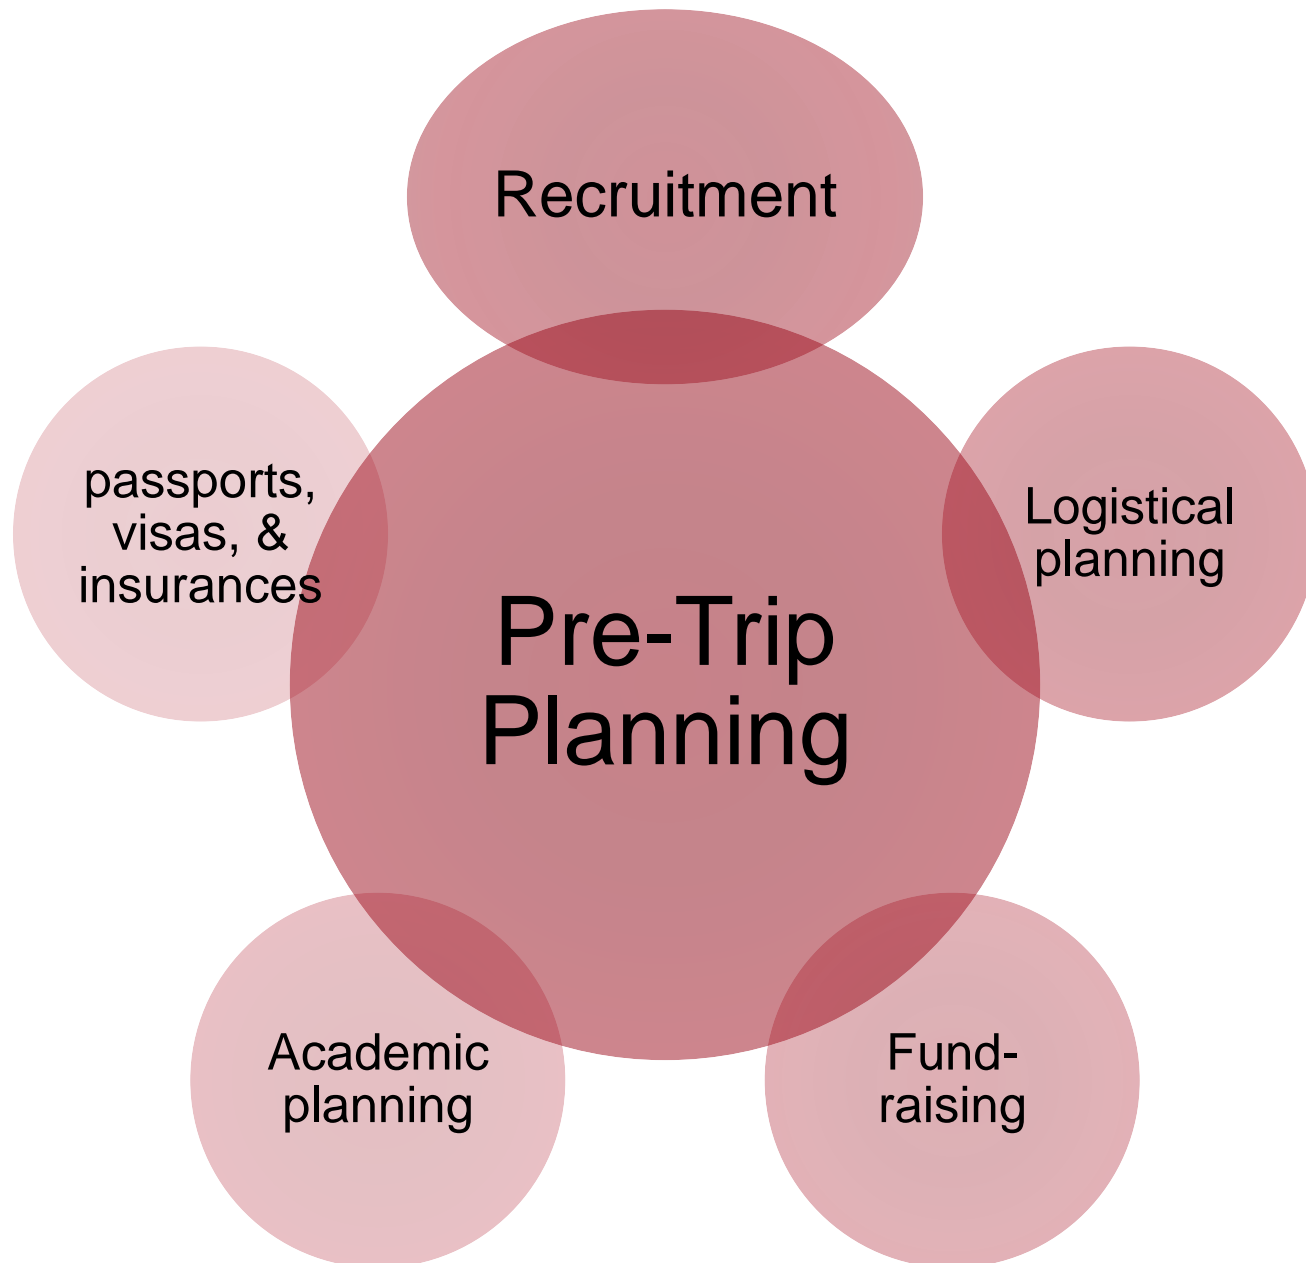 Recruitment
passports,
visas, &
insurances
Logistical
planning
Pre-Trip
Planning
Academic
planning
Fund-
raising